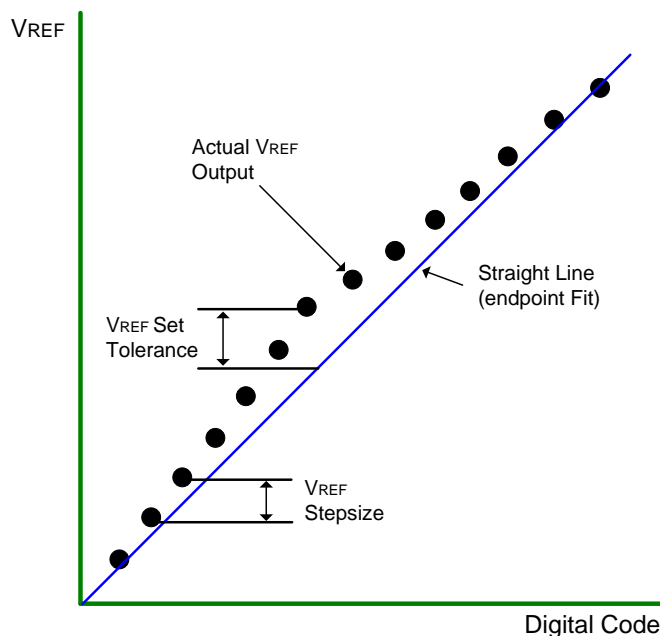 VREF
Actual VREF
Output
Straight Line
(endpoint Fit)
VREF Set
Tolerance
VREF
Stepsize
Digital Code